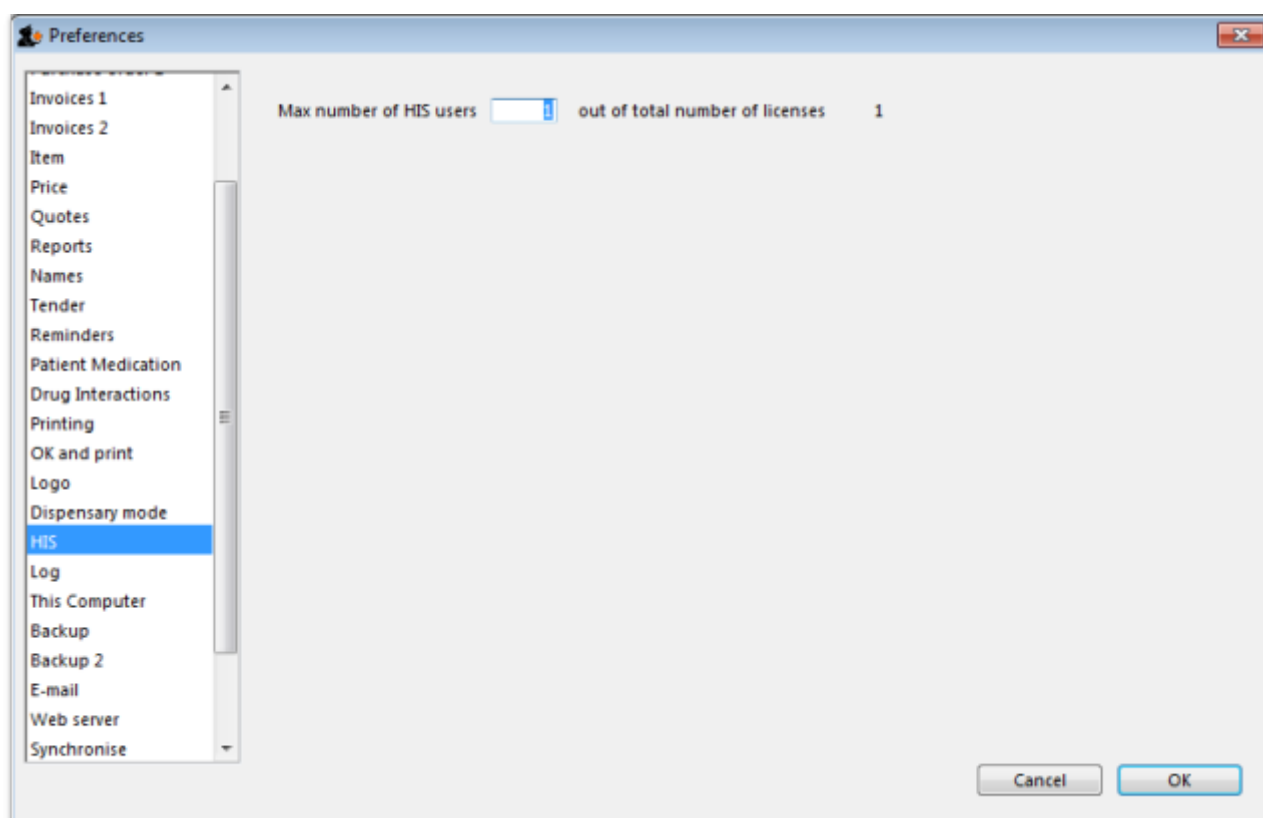 Preferences
Invoices 1
Invoices 2
Item
Price
Quotes
Reports
Names
Tender
Reminders
Patient Medication
Drug Interactions
Printing
OK and print
Logo
Dispensary mode
HIS
Log
This Computer
Backup
Backup 2
E-mail
Web server
Synchronise
Max number of HIS users 1 out of total number of licenses 1
Cancel OK